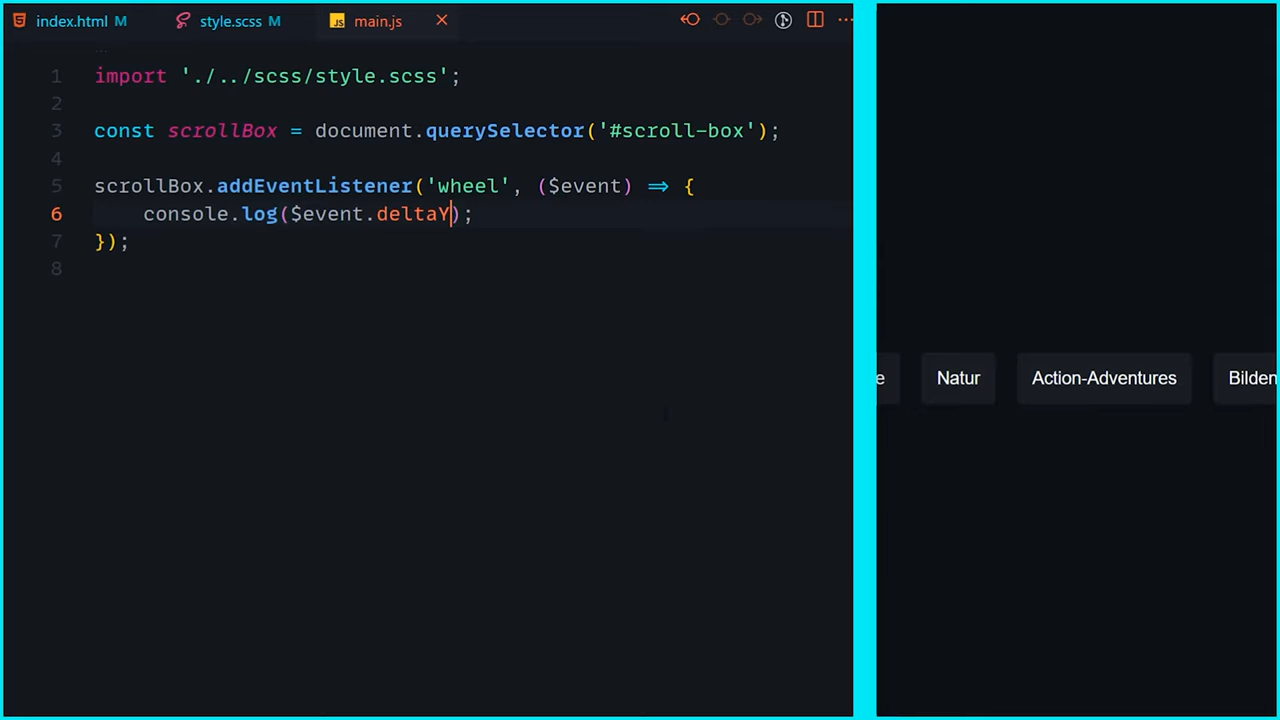 index.html M
style.scss M
JS main.js
...
1 import './../scss/style.scss';
2
3 const scrollBox = document.querySelector('#scroll-box');
4
5 scrollBox.addEventListener('wheel', ($event) => {
6 console.log($event.deltaY);
7 });
8
e
Natur
Action-Adventures
Bilden